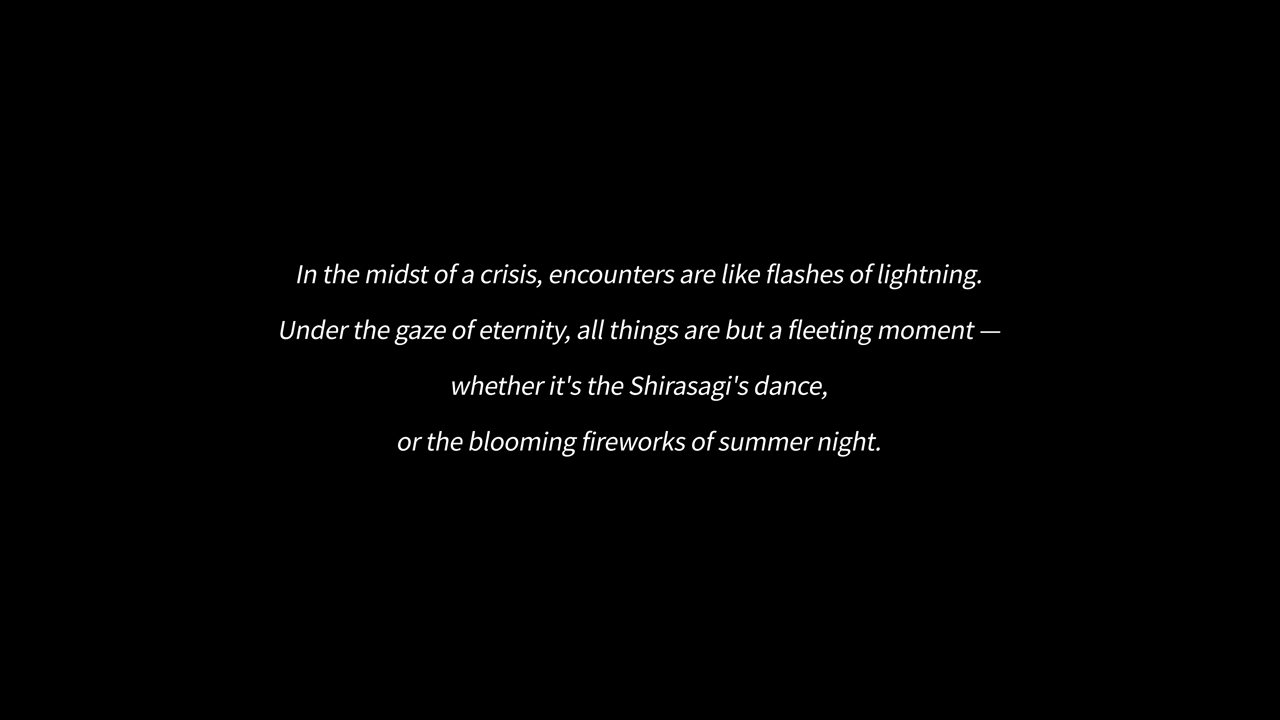 In the midst of a crisis, encounters are like flashes of lightning.
Under the gaze of eternity, all things are but a fleeting moment —
whether it's the Shirasagi's dance,
or the blooming fireworks of summer night.